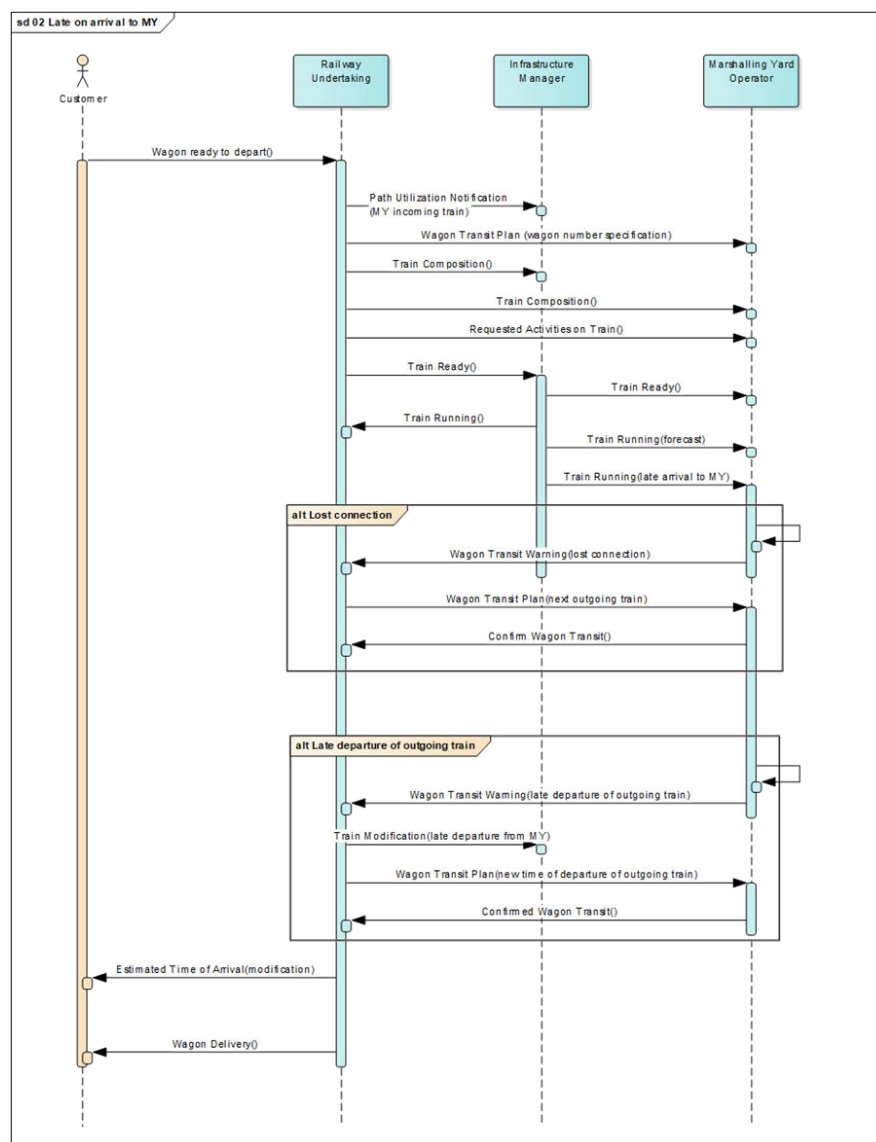 sd 02 Late on arrival to MY
Customer
Railway
Undertaking
Infrastructure
Manager
Marshalling Yard
Operator
Wagon ready to depart()
Path Utilization Notification
(MY incoming train)
Wagon Transit Plan (wagon number specification)
Train Composition()
Train Composition()
Requested Activities on Train()
Train Ready()
Train Ready()
Train Running()
Train Running(forecast)
Train Running(late arrival to MY)
alt Lost connection
Wagon Transit Warning(lost connection)
Wagon Transit Plan(next outgoing train)
Confirm Wagon Transit()
alt Late departure of outgoing train
Wagon Transit Warning(late departure of outgoing train)
Train Modification(late departure from MY)
Wagon Transit Plan(new time of departure of outgoing train)
Confirmed Wagon Transit()
Estimated Time of Arrival(modification)
Wagon Delivery()